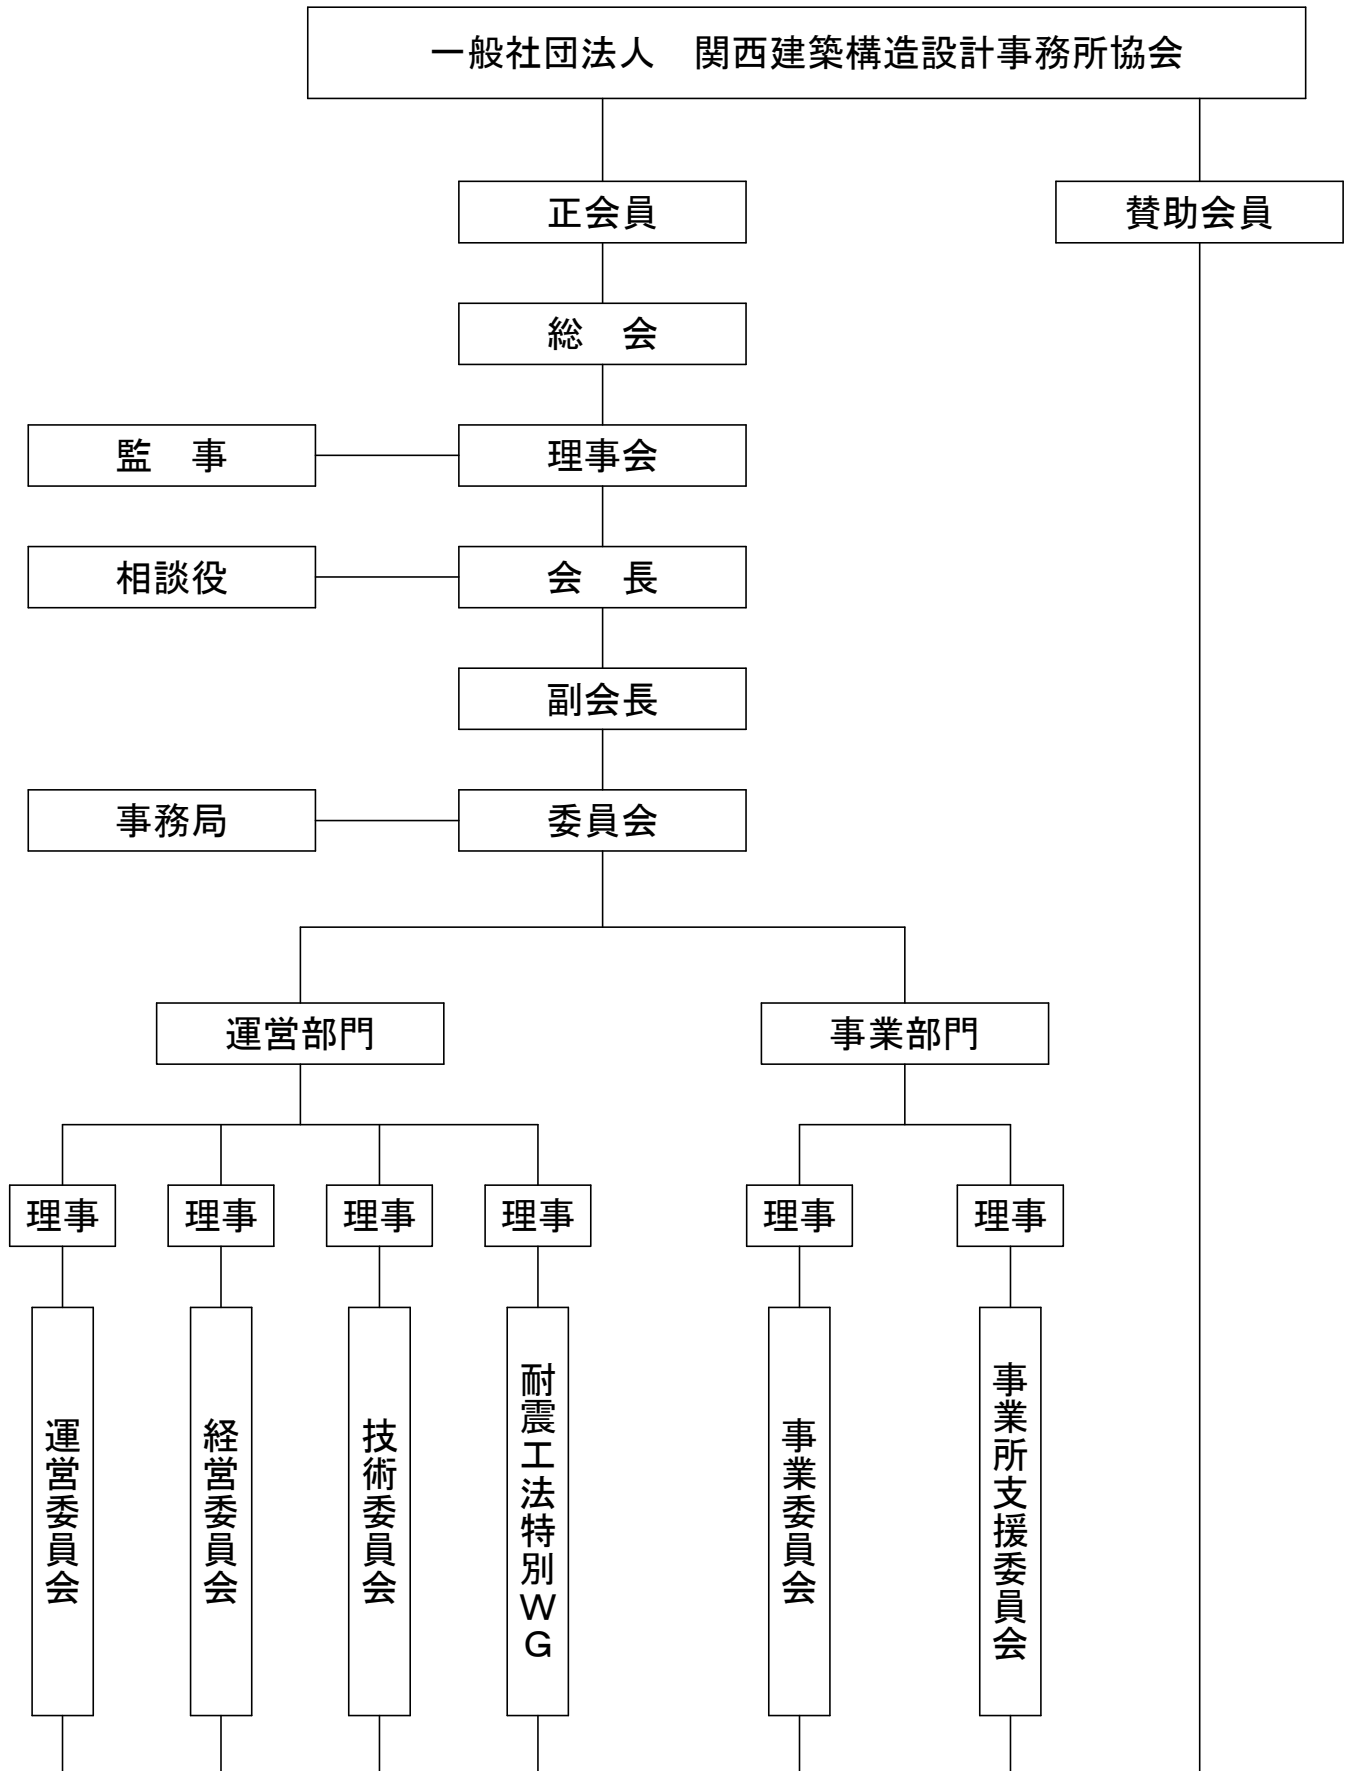 一般社団法人　関西建築構造設計事務所協会
正会員
賛助会員
総　会
監　事
理事会
相談役
会　長
副会長
事務局
委員会
運営部門
事業部門
理事
理事
理事
理事
理事
理事
運営委員会
経営委員会
技術委員会
耐震工法特別ＷＧ
事業委員会
事業所支援委員会